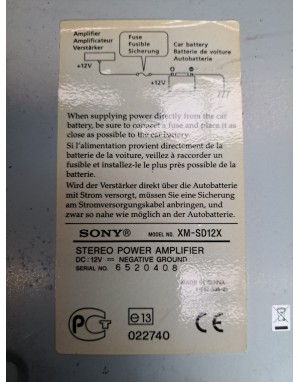 Amplifier
Amplificateur
Verstärker
Fuse
Fusible
Sicherung
Car battery
Batterie de voiture
Autobatterie
+12V
+12V
When supplying power directly from the car
battery, be sure to connect a fuse and place it as
close as possible to the car battery.
Si l'alimentation provient directement de la
batterie de la voiture, veillez à raccorder un
fusible et installez-le le plus près possible de la
batterie.
Wird der Verstärker direkt über die Autobatterie
mit Strom versorgt, müssen Sie eine Sicherung
am Stromversorgungskabel anbringen, und
zwar so nahe wie möglich an der Autobatterie.
SONY® MODEL NO. XM-SD12X
STEREO POWER AMPLIFIER
DC 12V NEGATIVE GROUND
SERIAL NO. 6520408
MADE IN CHINA
PCT
e13
022740
CE